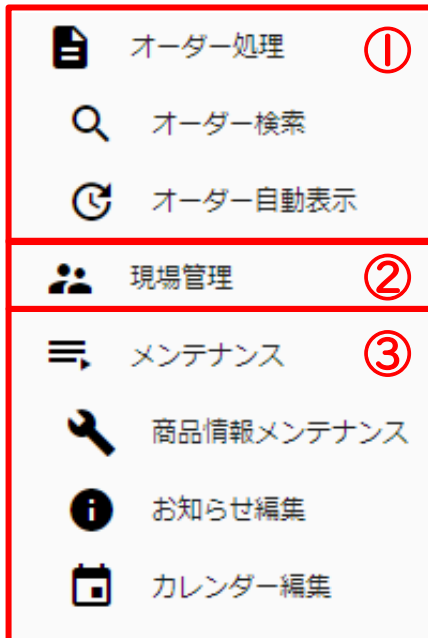 オーダー処理 ①
オーダー検索
オーダー自動表示
現場管理 ②
メンテナンス ③
商品情報メンテナンス
お知らせ編集
カレンダー編集